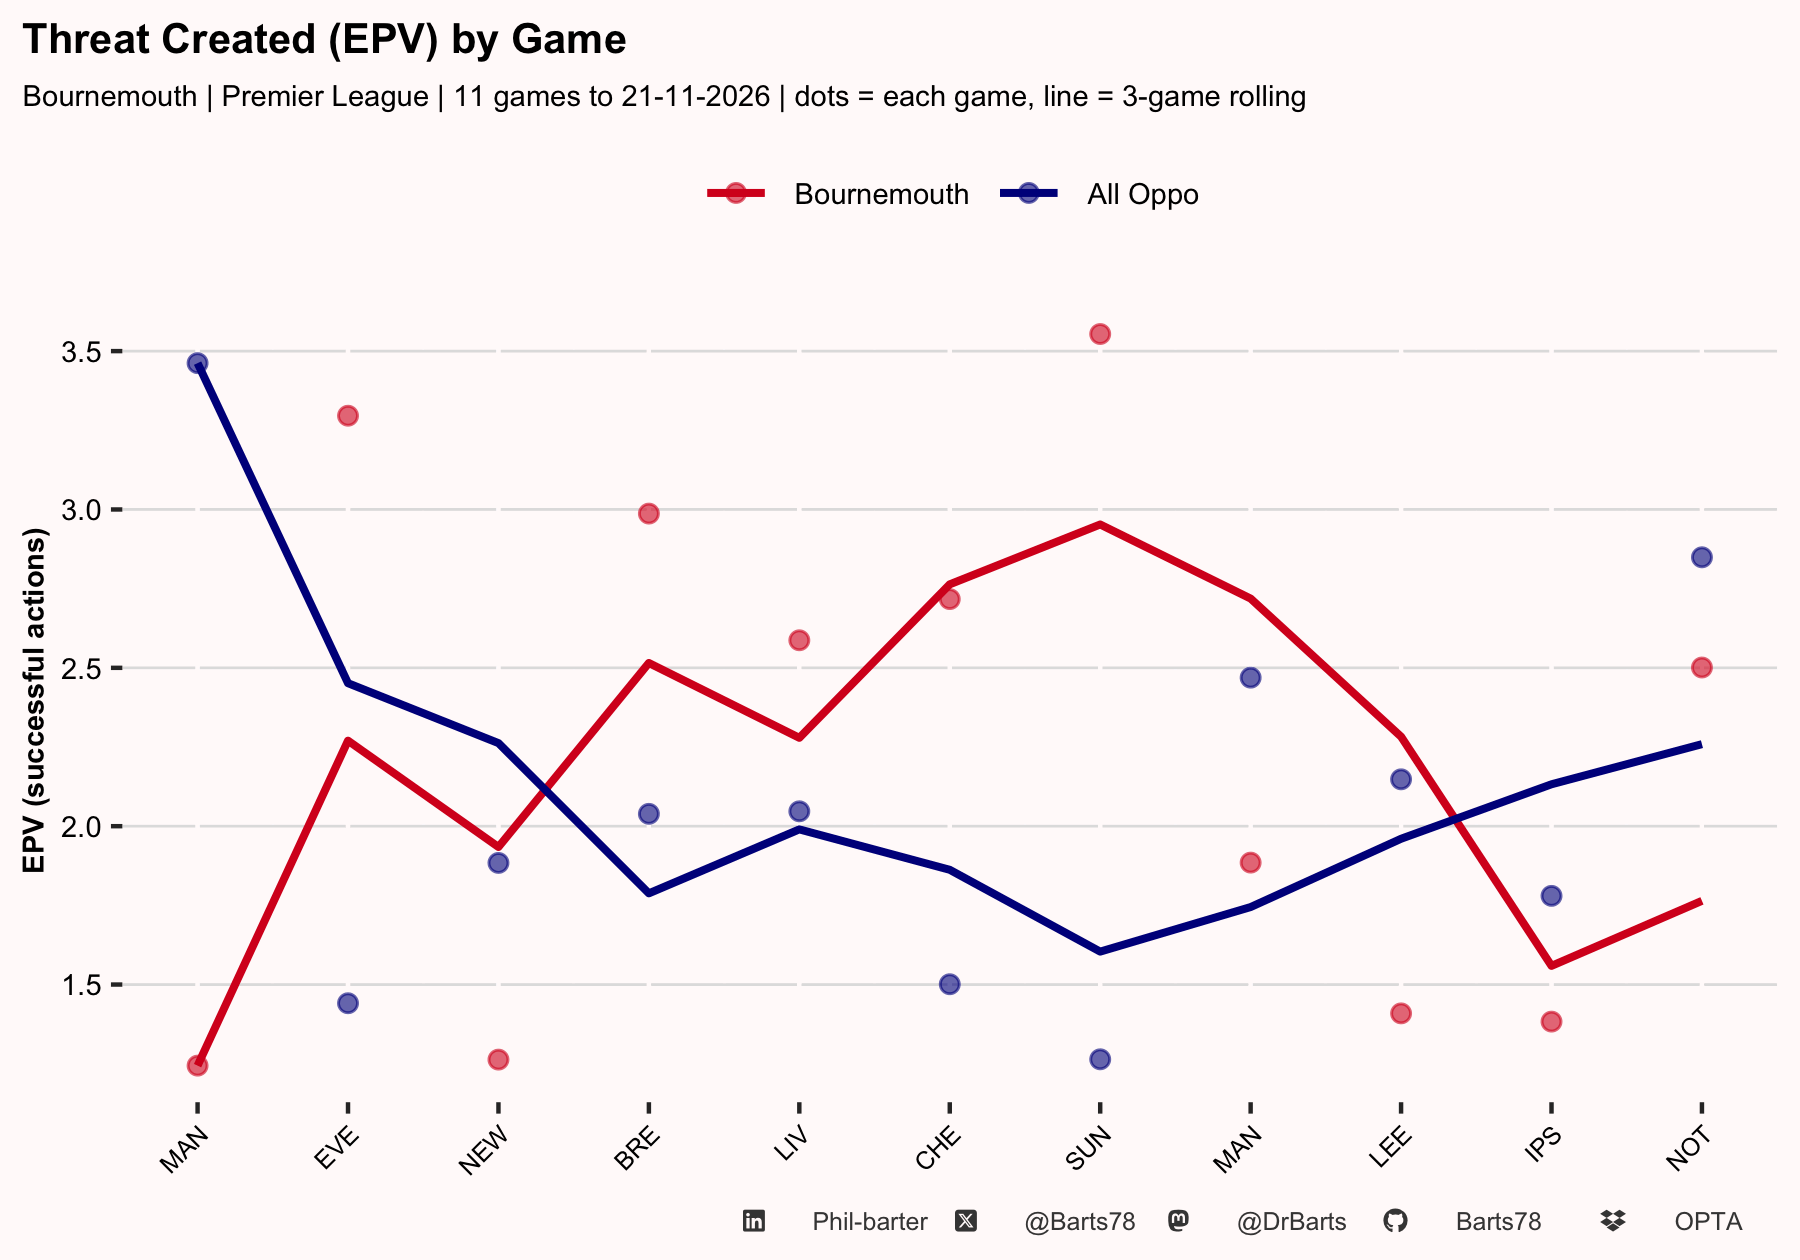 Threat Created (EPV) by Game
Bournemouth | Premier League | 11 games to 21-11-2026 | dots = each game, line = 3-game rolling
Bournemouth All Oppo
EPV (successful actions)
3.5
3.0
2.5
2.0
1.5
MAN EVE NEW BRE LIV CHE SUN MAN LEE IPS NOT
Phil-barter @Barts78 @DrBarts Barts78 OPTA